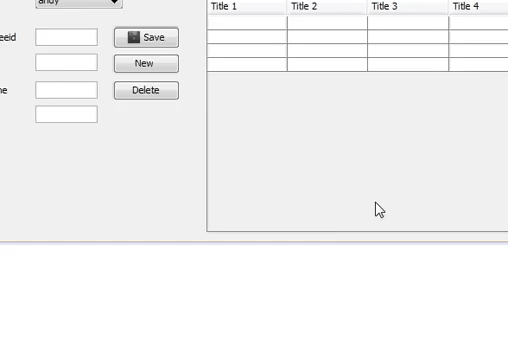 andy
Title 1 Title 2 Title 3 Title 4
eeid
Save
New
ne
Delete